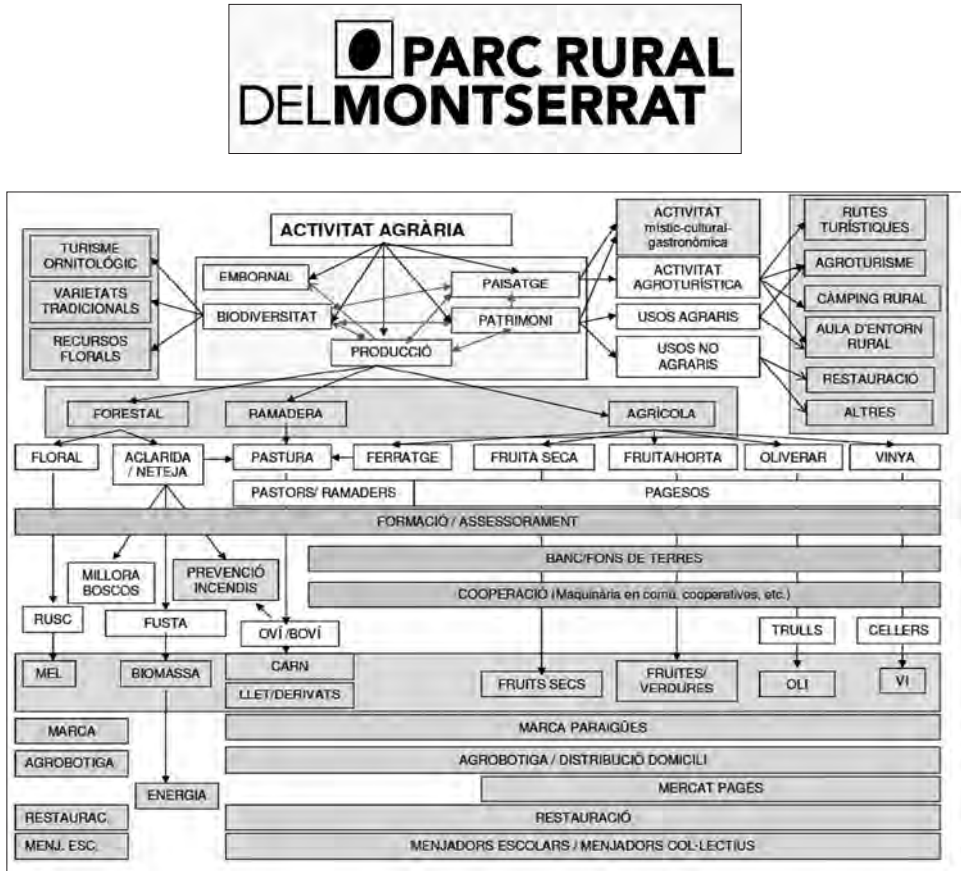 PARC RURAL
DEL MONTSERRAT
ACTIVITAT AGRÀRIA
ACTIVITAT
místic-cultural-
gastronòmica
RUTES
TURÍSTIQUES
TURISME
ORNITOLÓGIC
EMBORNAL
PAISATGE
ACTIVITAT
AGROTURÍSTICA
AGROTURISME
VARIETATS
TRADICIONALS
BIODIVERSITAT
PATRIMONI
USOS AGRARIS
CÀMPING RURAL
RECURSOS
FLORALS
PRODUCCIÓ
USOS NO
AGRARIS
AULA D'ENTORN
RURAL
RESTAURACIÓ
ALTRES
FORESTAL
RAMADERA
AGRÍCOLA
FLORAL
ACLARIDA
/ NETEJA
PASTURA
FERRATGE
FRUITA SECA
FRUITA/HORTA
OLIVERAR
VINYA
PASTORS/ RAMADERS
PAGESOS
FORMACIÓ / ASSESSORAMENT
BANC/FONS DE TERRES
MILLORA
BOSCOS
PREVENCIÓ
INCENDIS
COOPERACIÓ (Maquinària en comú, cooperatives, etc.)
RUSC
FUSTA
OVÍ /BOVÍ
TRULLS
CELLERS
MEL
BIOMASSA
CARN
LLET/DERIVATS
FRUITS SECS
FRUITES/
VERDURES
OLI
VI
MARCA
MARCA PARAIGÜES
AGROBOTIGA
AGROBOTIGA / DISTRIBUCIÓ DOMICILI
ENERGIA
MERCAT PAGÈS
RESTAURAC.
RESTAURACIÓ
MENJ. ESC.
MENJADORS ESCOLARS / MENJADORS COL·LECTIUS